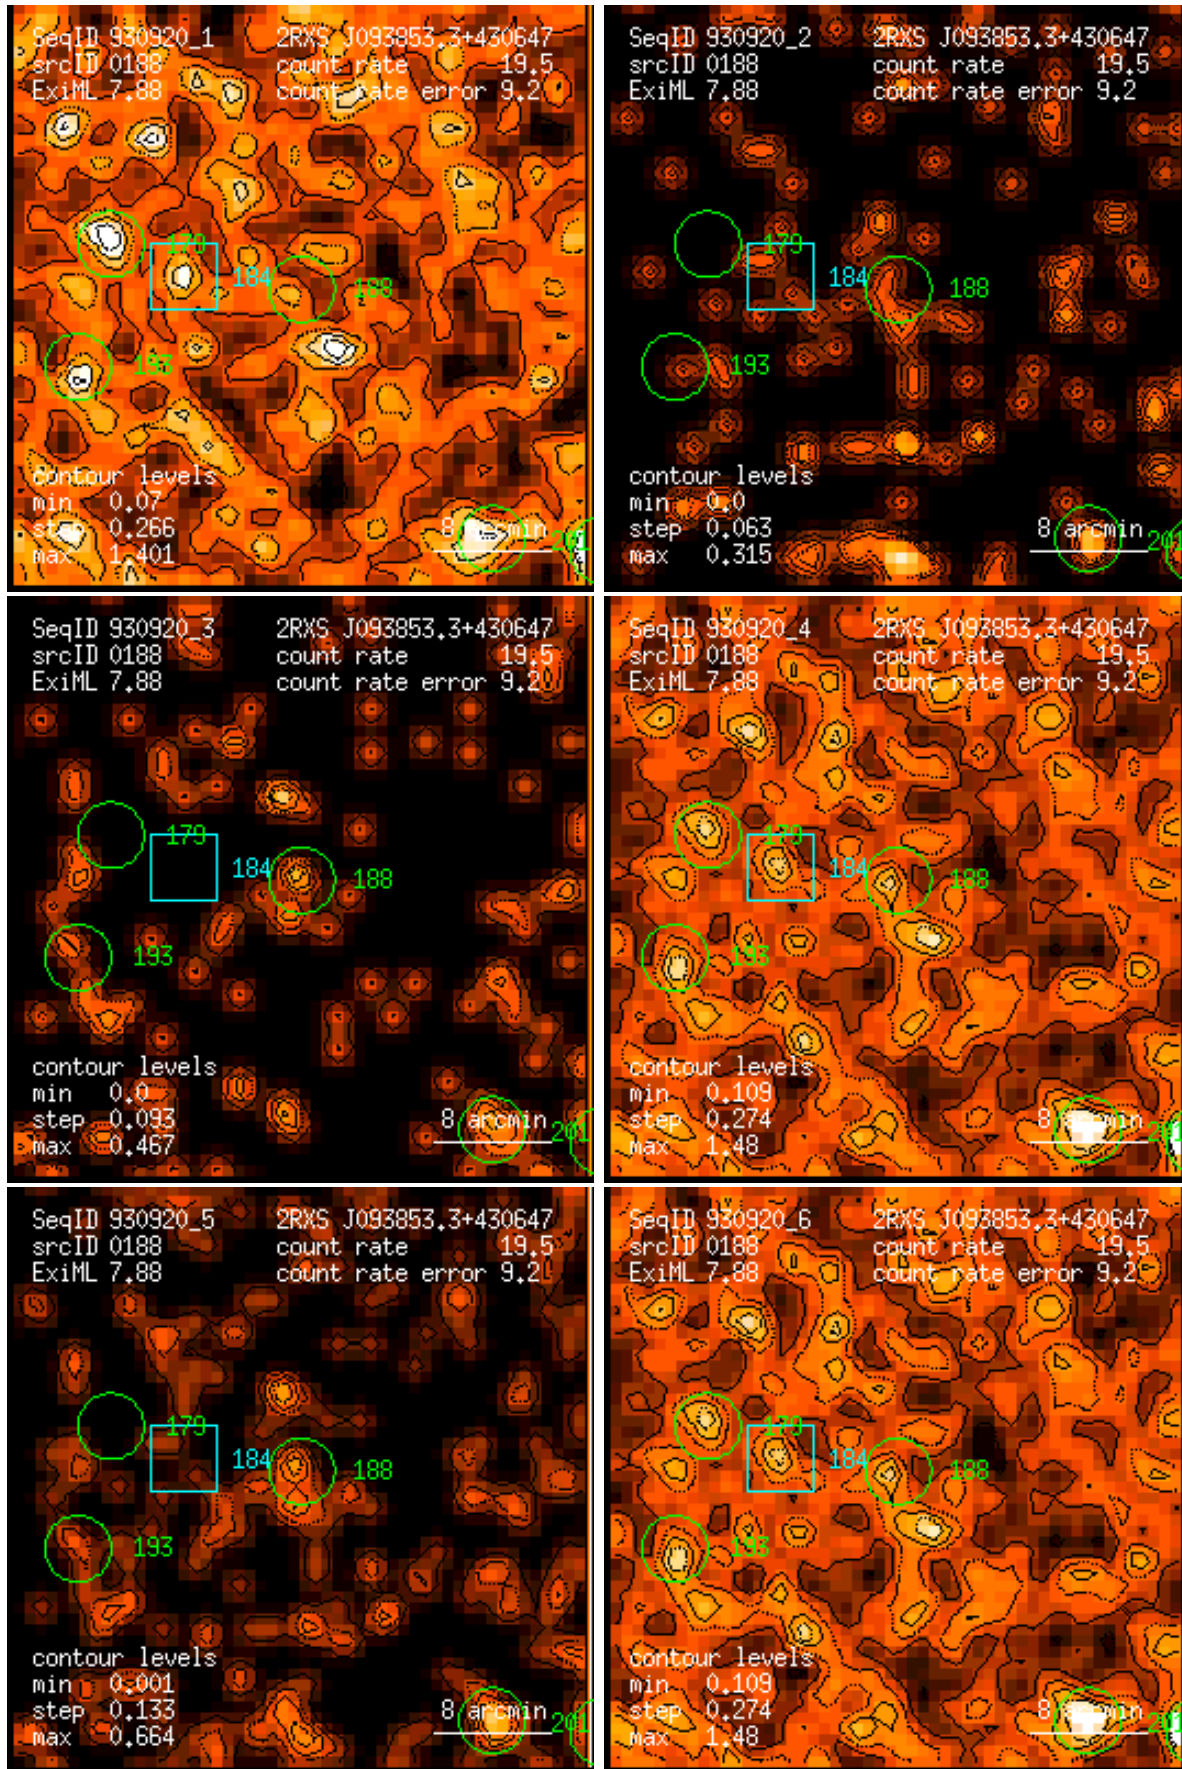 SeqID 930920_1 2RXS J093853.3+430647
srcID 0188 count rate 19.5
ExiML 7.88 count rate error 9.2
179
184
188
193
contour levels
min 0.07
step 0.266
max 1.401
8 arcmin
201
SeqID 930920_2 2RXS J093853.3+430647
srcID 0188 count rate 19.5
ExiML 7.88 count rate error 9.2
179
184
188
193
contour levels
min 0.0
step 0.063
max 0.315
8 arcmin
201
SeqID 930920_3 2RXS J093853.3+430647
srcID 0188 count rate 19.5
ExiML 7.88 count rate error 9.2
179
184
188
193
contour levels
min 0.0
step 0.093
max 0.467
8 arcmin
201
SeqID 930920_4 2RXS J093853.3+430647
srcID 0188 count rate 19.5
ExiML 7.88 count rate error 9.2
179
184
188
193
contour levels
min 0.109
step 0.274
max 1.48
8 arcmin
SeqID 930920_5 2RXS J093853.3+430647
srcID 0188 count rate 19.5
ExiML 7.88 count rate error 9.2
179
184
188
193
contour levels
min 0.001
step 0.133
max 0.664
8 arcmin
201
SeqID 930920_6 2RXS J093853.3+430647
srcID 0188 count rate 19.5
ExiML 7.88 count rate error 9.2
179
184
188
193
contour levels
min 0.109
step 0.274
max 1.48
8 arcmin